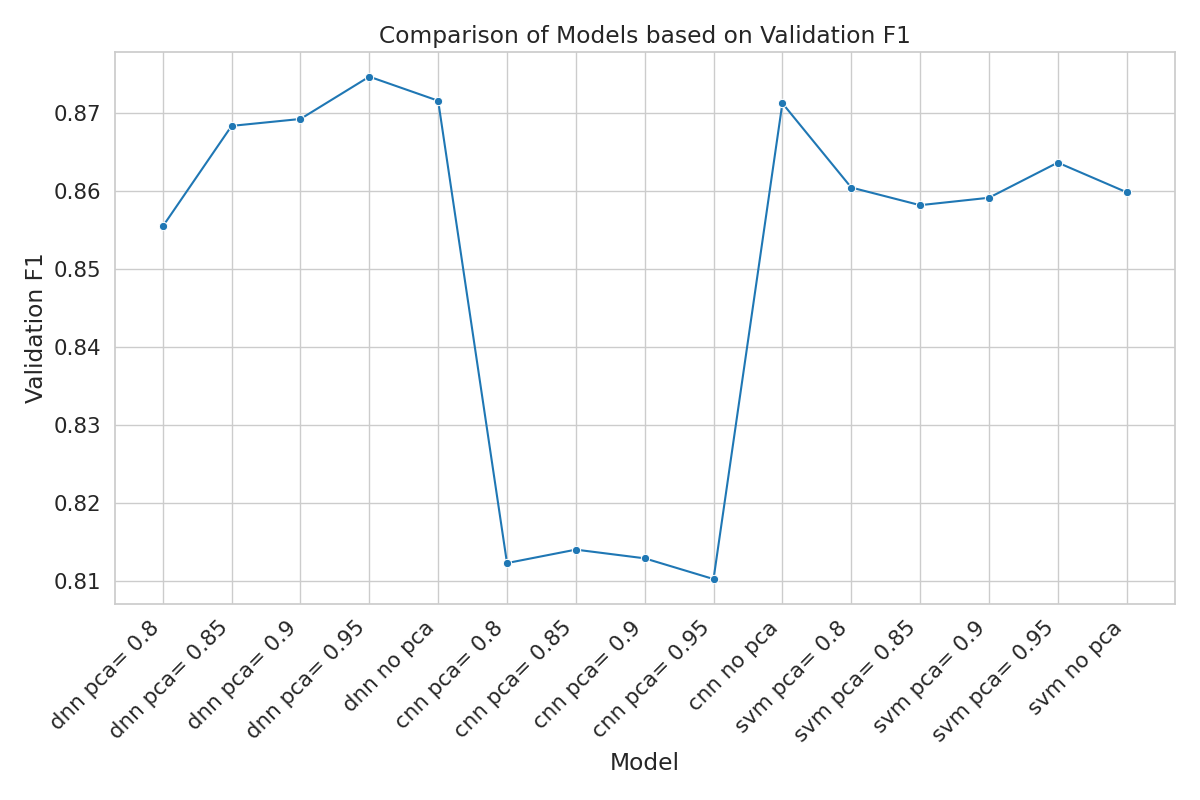 Comparison of Models based on Validation F1
Validation F1
0.87
0.86
0.85
0.84
0.83
0.82
0.81
dnn pca= 0.8
dnn pca= 0.85
dnn pca= 0.9
dnn pca= 0.95
dnn no pca
cnn pca= 0.8
cnn pca= 0.85
cnn pca= 0.9
cnn pca= 0.95
cnn no pca
svm pca= 0.8
svm pca= 0.85
svm pca= 0.9
svm pca= 0.95
svm no pca
Model